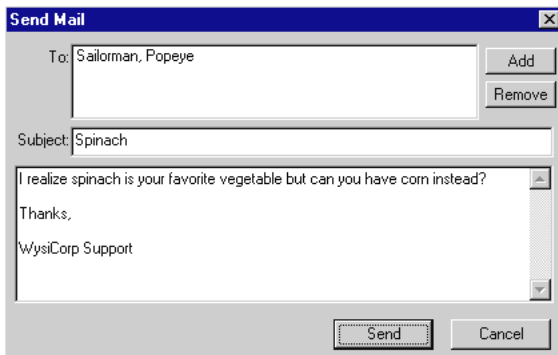 Send Mail
To: Sailorman, Popeye
Add
Remove
Subject: Spinach
I realize spinach is your favorite vegetable but can you have corn instead?
Thanks,
WysiCorp Support
Send Cancel